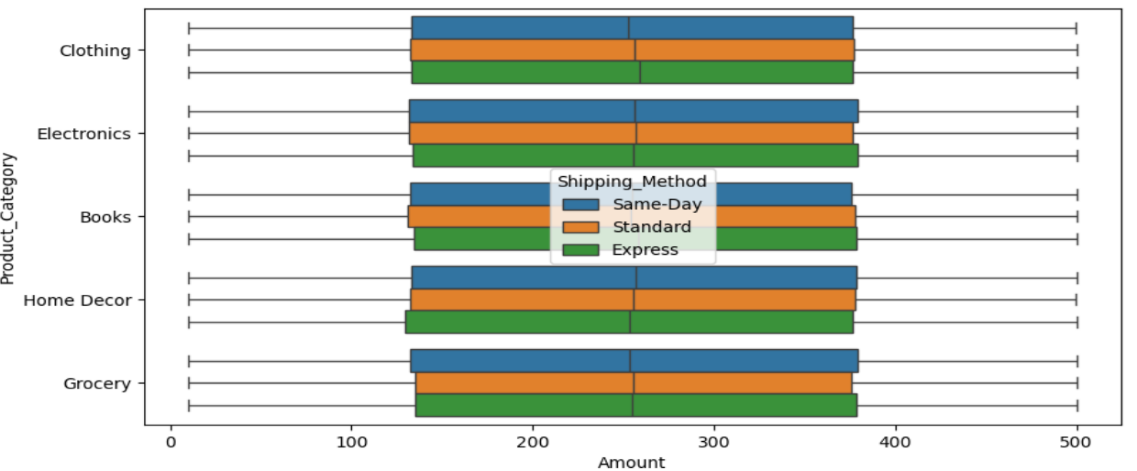 Product_Category
Clothing
Electronics
Books
Home Decor
Grocery
Shipping_Method
Same-Day
Standard
Express
0 100 200 300 400 500
Amount